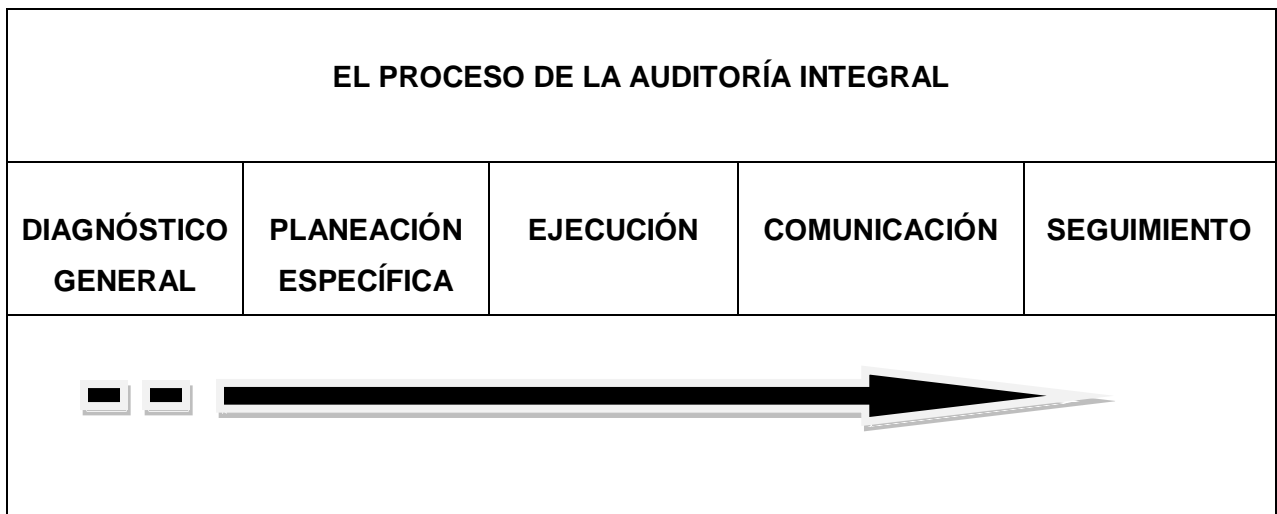 EL PROCESO DE LA AUDITORÍA INTEGRAL
DIAGNÓSTICO
GENERAL
PLANEACIÓN
ESPECÍFICA
EJECUCIÓN
COMUNICACIÓN
SEGUIMIENTO